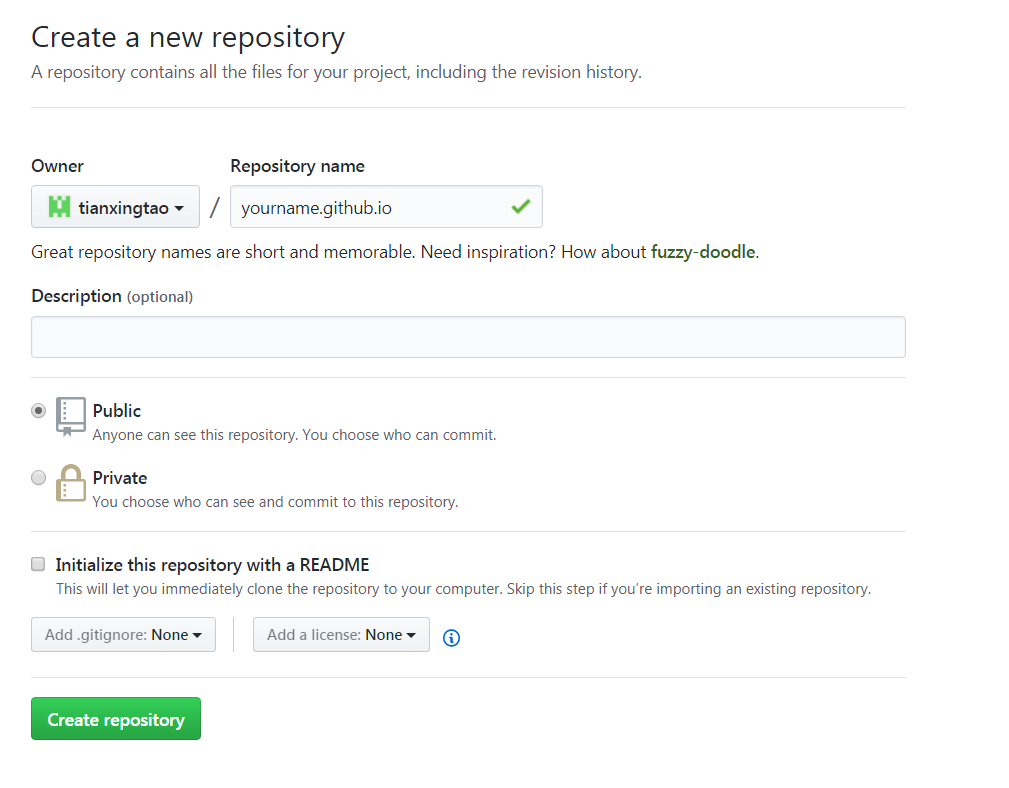 Create a new repository
A repository contains all the files for your project, including the revision history.
Owner
Repository name
tianxingtao / yourname.github.io
Great repository names are short and memorable. Need inspiration? How about fuzzy-doodle.
Description (optional)
Public
Anyone can see this repository. You choose who can commit.
Private
You choose who can see and commit to this repository.
Initialize this repository with a README
This will let you immediately clone the repository to your computer. Skip this step if you’re importing an existing repository.
Add .gitignore: None
Add a license: None
Create repository